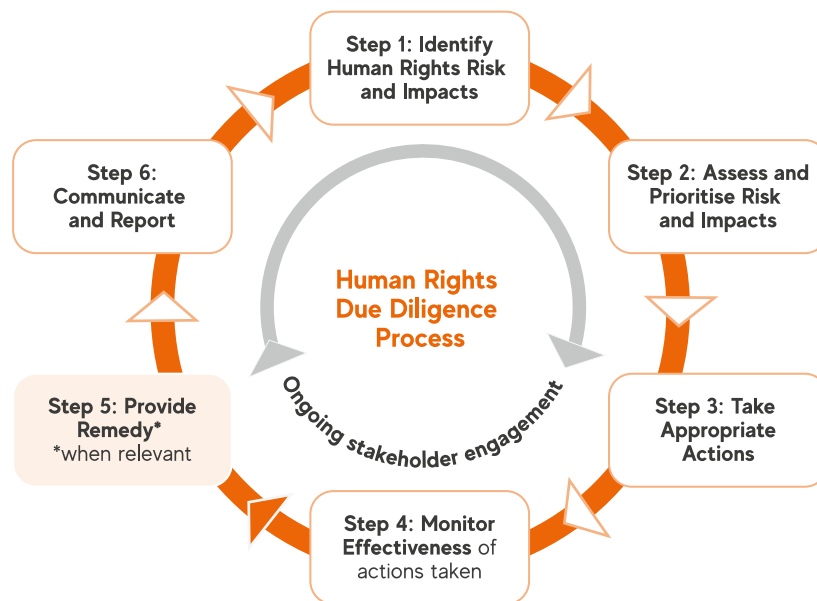 Step 1: Identify
Human Rights Risk
and Impacts
Step 2: Assess and
Prioritise Risk
and Impacts
Step 3: Take
Appropriate
Actions
Step 4: Monitor
Effectiveness of
actions taken
Step 5: Provide
Remedy*
*when relevant
Step 6:
Communicate
and Report
Human Rights
Due Diligence
Process
Ongoing stakeholder engagement